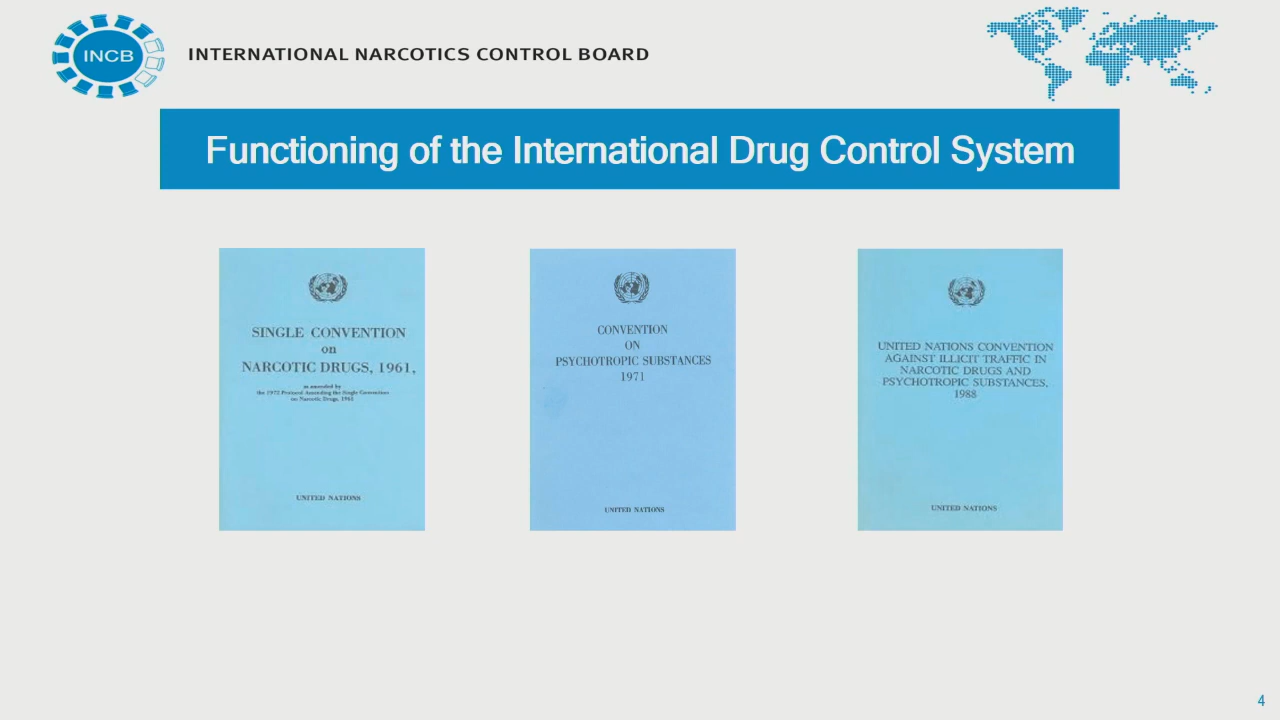 INCB
INTERNATIONAL NARCOTICS CONTROL BOARD
Functioning of the International Drug Control System
SINGLE CONVENTION
on
NARCOTIC DRUGS, 1961,
as amended by
the 1972 Protocol Amending the Single Convention
on Narcotic Drugs, 1961
UNITED NATIONS
CONVENTION
ON
PSYCHOTROPIC SUBSTANCES
1971
UNITED NATIONS
UNITED NATIONS CONVENTION
AGAINST ILLICIT TRAFFIC IN
NARCOTIC DRUGS AND
PSYCHOTROPIC SUBSTANCES,
1988
UNITED NATIONS
4